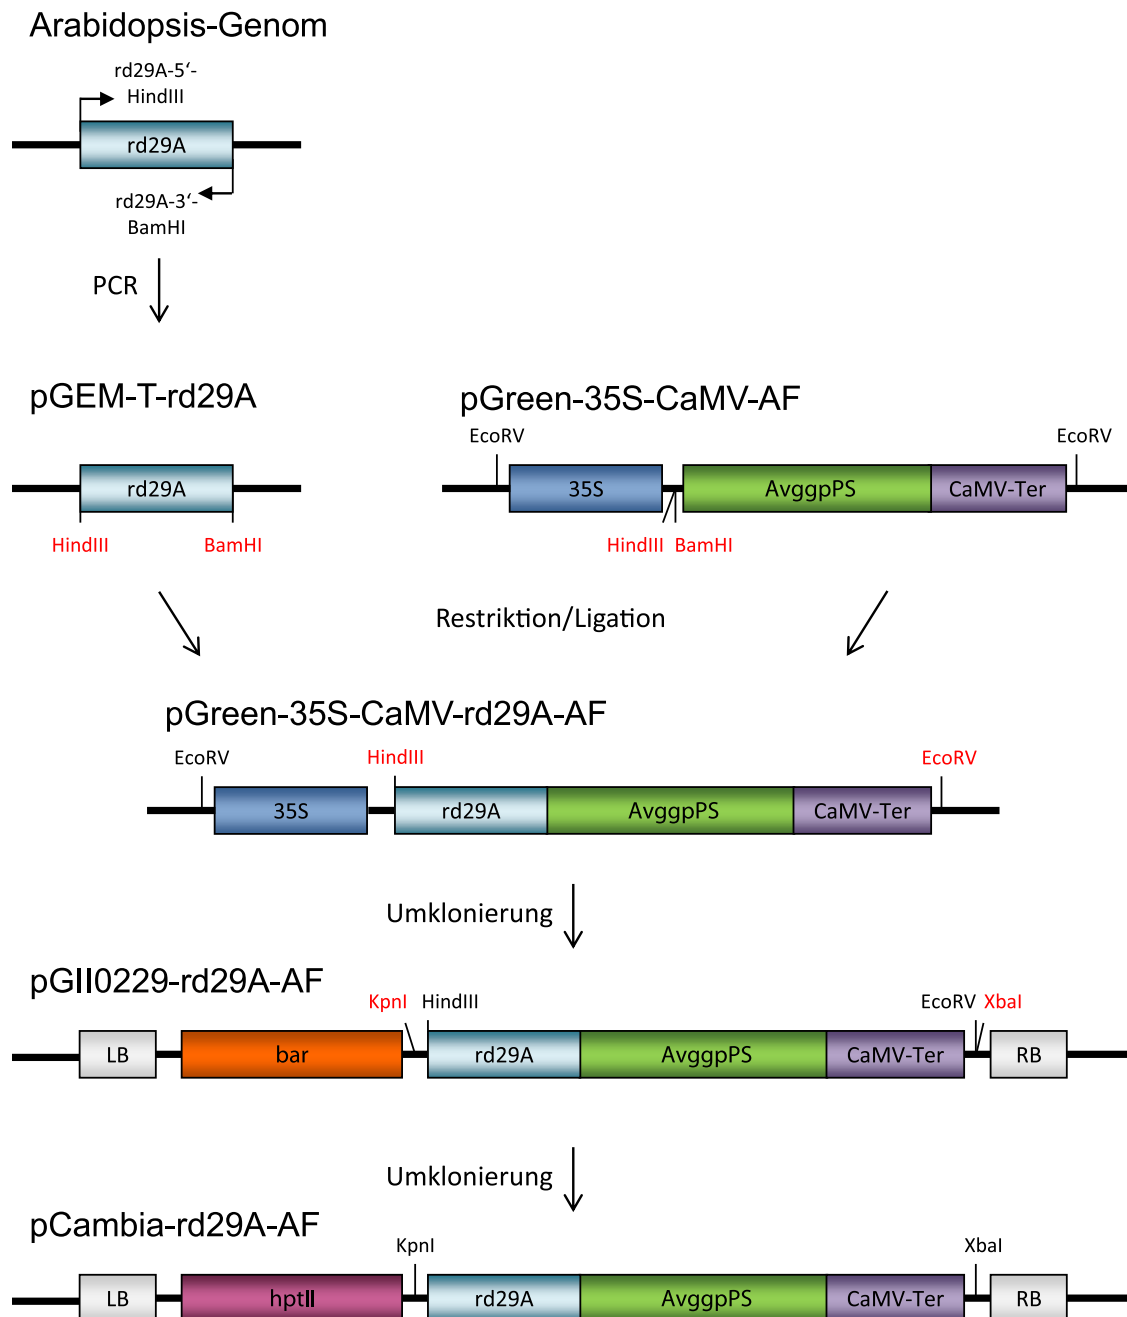 Arabidopsis-Genom
rd29A-5‘-
HindIII
rd29A
rd29A-3‘-
BamHI
PCR
pGEM-T-rd29A
pGreen-35S-CaMV-AF
EcoRV
EcoRV
rd29A
35S
AvggpPS
CaMV-Ter
HindIII
BamHI
HindIII
BamHI
Restriktion/Ligation
pGreen-35S-CaMV-rd29A-AF
EcoRV
HindIII
EcoRV
35S
rd29A
AvggpPS
CaMV-Ter
Umklonierung
pGII0229-rd29A-AF
KpnI
HindIII
EcoRV
XbaI
LB
bar
rd29A
AvggpPS
CaMV-Ter
RB
Umklonierung
pCambia-rd29A-AF
KpnI
XbaI
LB
hptII
rd29A
AvggpPS
CaMV-Ter
RB